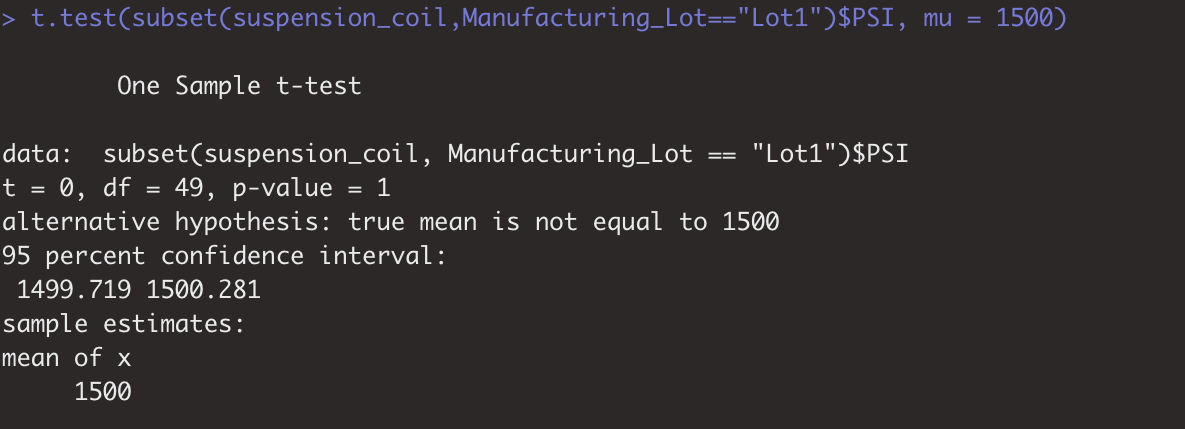 > t.test(subset(suspension_coil,Manufacturing_Lot=="Lot1")$PSI, mu = 1500)
One Sample t-test
data:  subset(suspension_coil, Manufacturing_Lot == "Lot1")$PSI
t = 0, df = 49, p-value = 1
alternative hypothesis: true mean is not equal to 1500
95 percent confidence interval:
1499.719 1500.281
sample estimates:
mean of x
1500